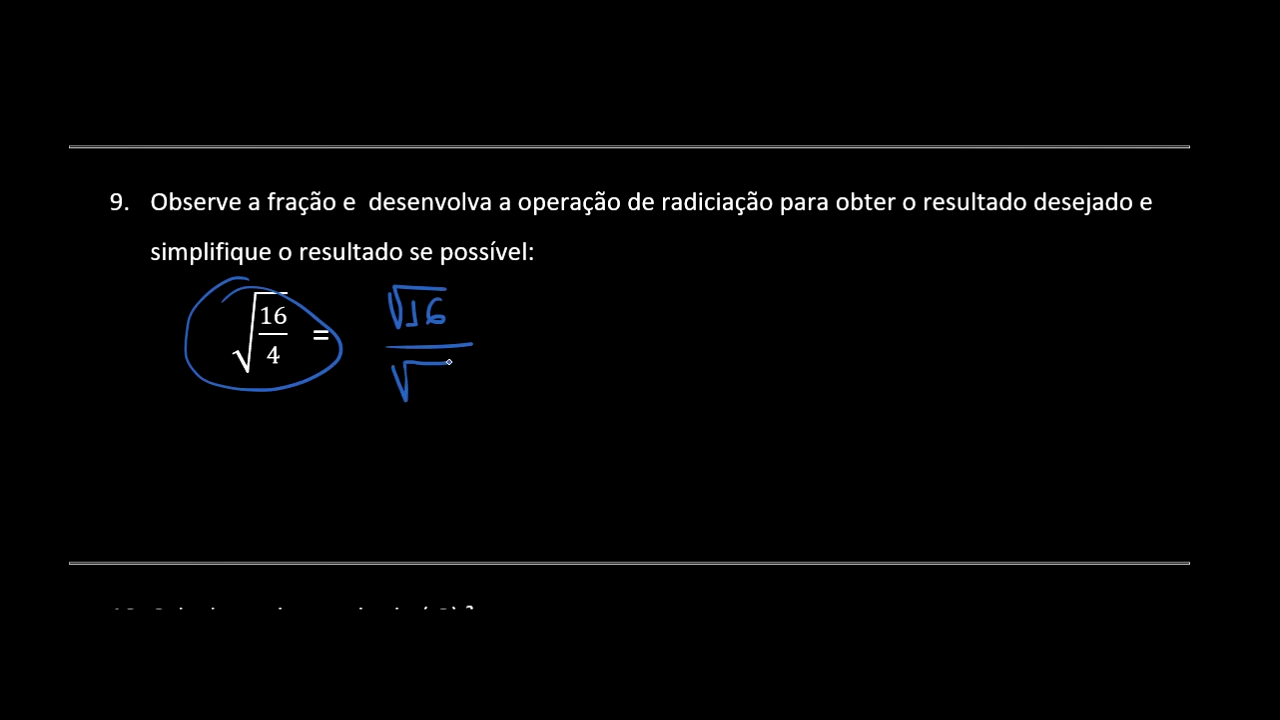 9. Observe a fração e desenvolva a operação de radiciação para obter o resultado desejado e
simplifique o resultado se possível:
√(16/4) = √16/√